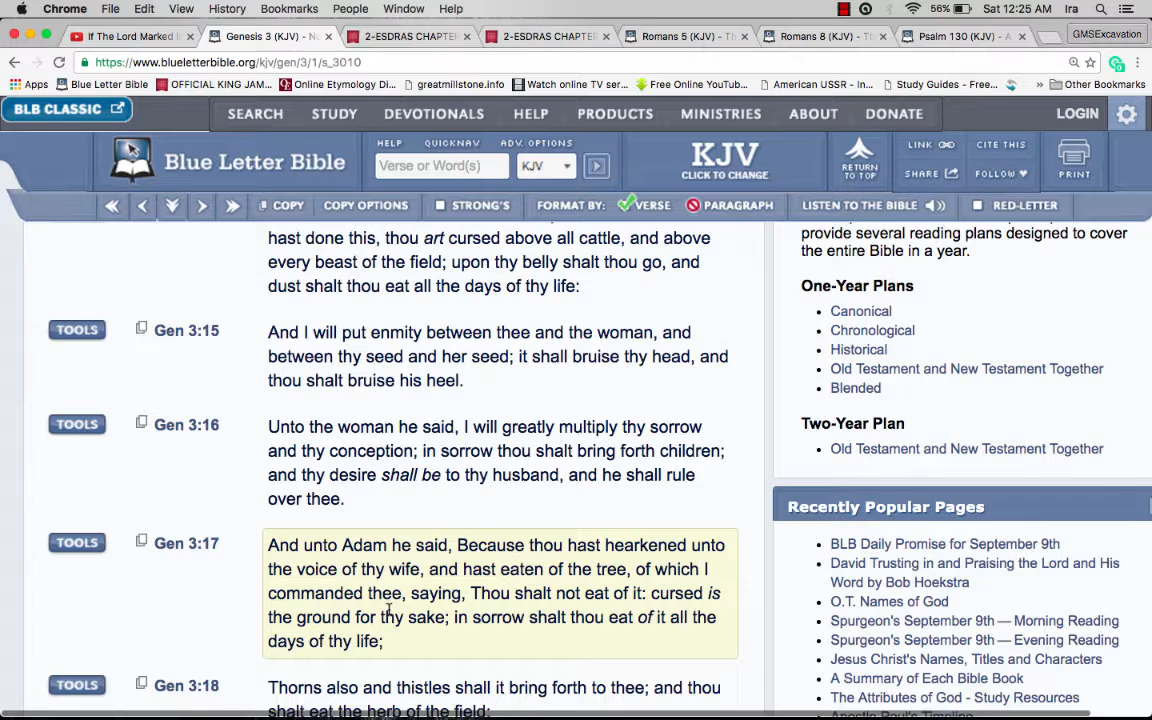 Chrome File Edit View History Bookmarks People Window Help 56% Sat 12:25 AM Ira
If The Lord Marked I Genesis 3 (KJV) - N 2-ESDRAS CHAPTER 2-ESDRAS CHAPTER Romans 5 (KJV) - Th Romans 8 (KJV) - Th Psalm 130 (KJV) - A GMSExcavation
https://www.blueletterbible.org/kjv/gen/3/1/s_3010
Apps Blue Letter Bible OFFICIAL KING JAM... Online Etymology Di... greatmillstone.info Watch online TV ser... Free Online YouTub... American USSR - In... Study Guides - Free... » Other Bookmarks
BLB CLASSIC SEARCH STUDY DEVOTIONALS HELP PRODUCTS MINISTRIES ABOUT DONATE LOGIN
Blue Letter Bible
HELP QUICKNAV ADV. OPTIONS
Verse or Word(s) KJV
KJV
CLICK TO CHANGE
RETURN
TO TOP
LINK CITE THIS
SHARE FOLLOW
PRINT
COPY COPY OPTIONS STRONG'S FORMAT BY: VERSE PARAGRAPH LISTEN TO THE BIBLE RED-LETTER
hast done this, thou art cursed above all cattle, and above
every beast of the field; upon thy belly shalt thou go, and
dust shalt thou eat all the days of thy life:
TOOLS Gen 3:15 And I will put enmity between thee and the woman, and
between thy seed and her seed; it shall bruise thy head, and
thou shalt bruise his heel.
TOOLS Gen 3:16 Unto the woman he said, I will greatly multiply thy sorrow
and thy conception; in sorrow thou shalt bring forth children;
and thy desire shall be to thy husband, and he shall rule
over thee.
TOOLS Gen 3:17 And unto Adam he said, Because thou hast hearkened unto
the voice of thy wife, and hast eaten of the tree, of which I
commanded thee, saying, Thou shalt not eat of it: cursed is
the ground for thy sake; in sorrow shalt thou eat of it all the
days of thy life;
TOOLS Gen 3:18 Thorns also and thistles shall it bring forth to thee; and thou
shalt eat the herb of the field;
provide several reading plans designed to cover
the entire Bible in a year.
One-Year Plans
Canonical
Chronological
Historical
Old Testament and New Testament Together
Blended
Two-Year Plan
Old Testament and New Testament Together
Recently Popular Pages
BLB Daily Promise for September 9th
David Trusting in and Praising the Lord and His
Word by Bob Hoekstra
O.T. Names of God
Spurgeon's September 9th — Morning Reading
Spurgeon's September 9th — Evening Reading
Jesus Christ's Names, Titles and Characters
A Summary of Each Bible Book
The Attributes of God - Study Resources
Apostle Paul's Timeline